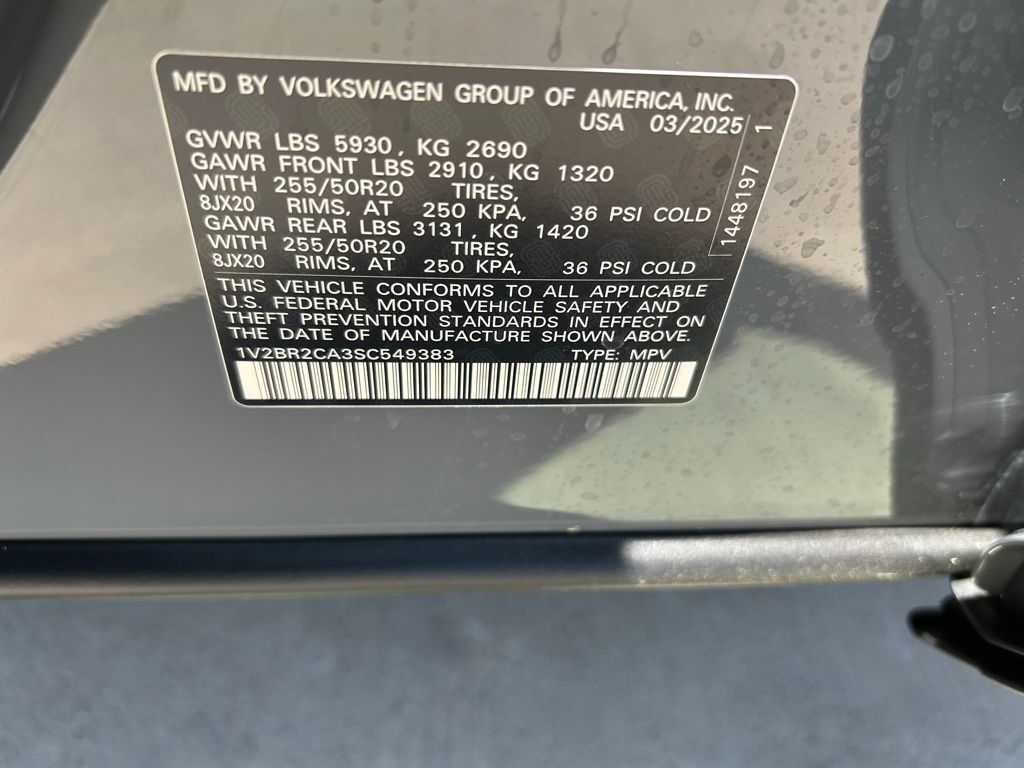 MFD BY VOLKSWAGEN GROUP OF AMERICA, INC.
USA 03/2025
GVWR LBS 5930, KG 2690
GAWR FRONT LBS 2910, KG 1320
WITH 255/50R20 TIRES,
8JX20 RIMS, AT 250 KPA, 36 PSI COLD
GAWR REAR LBS 3131, KG 1420
WITH 255/50R20 TIRES,
8JX20 RIMS, AT 250 KPA, 36 PSI COLD
1448197 1
THIS VEHICLE CONFORMS TO ALL APPLICABLE
U.S. FEDERAL MOTOR VEHICLE SAFETY AND
THEFT PREVENTION STANDARDS IN EFFECT ON
THE DATE OF MANUFACTURE SHOWN ABOVE.
1V2BR2CA3SC549383 TYPE: MPV